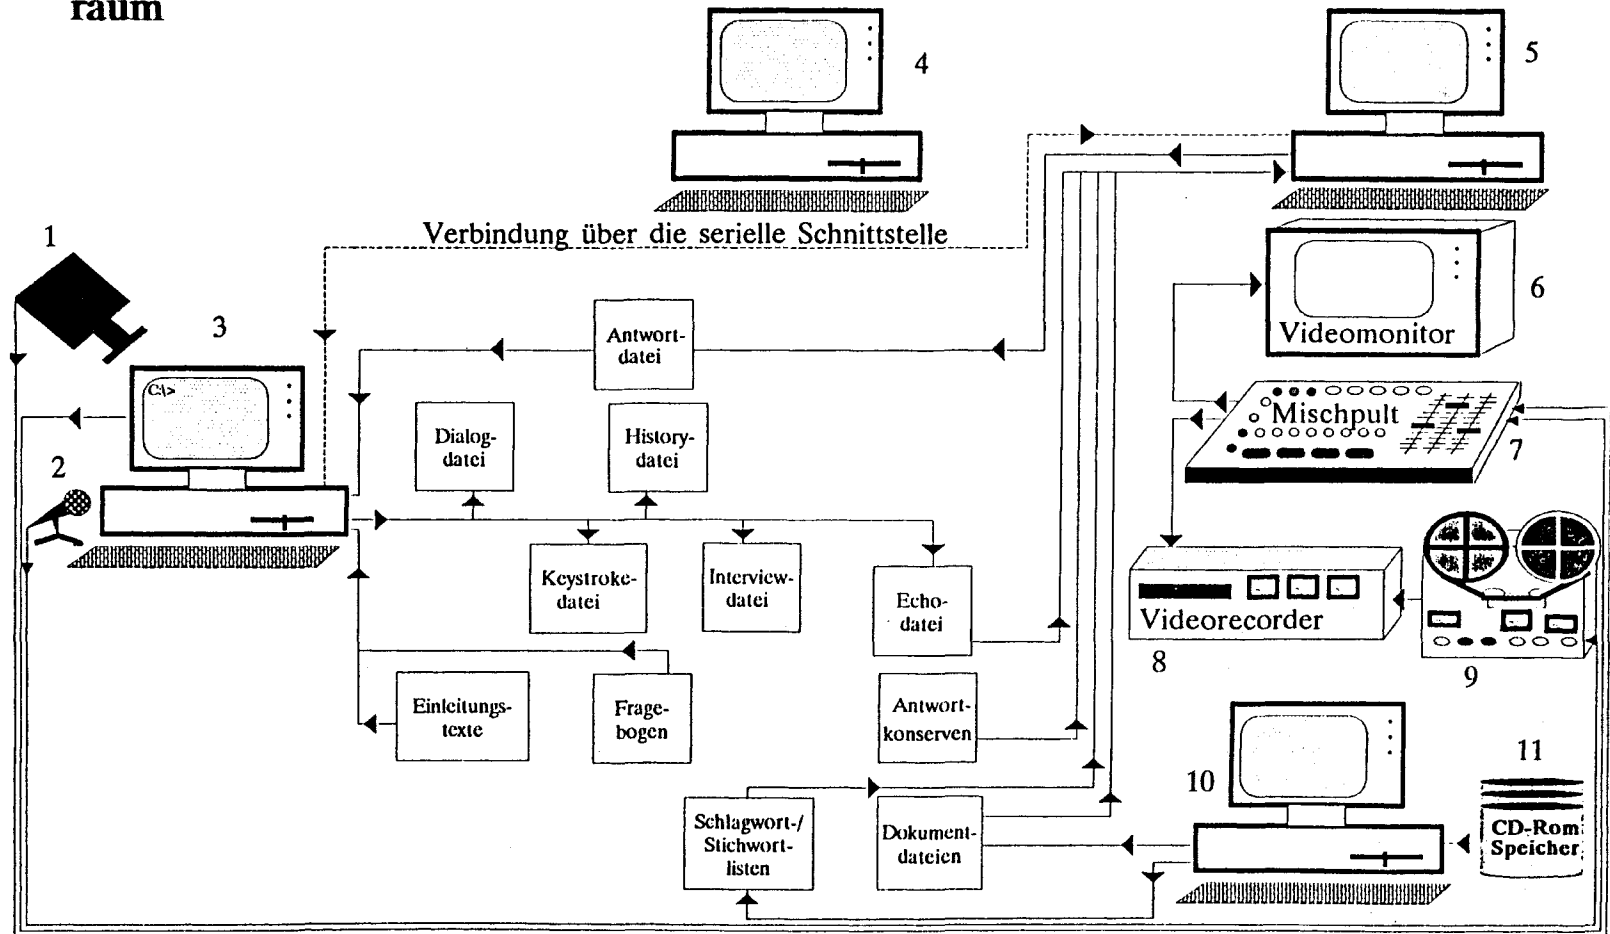 raum
4
5
Verbindung über die serielle Schnittstelle
1
6
3
Videomonitor
Antwort-
datei
C:\>
Mischpult
7
Dialog-
datei
History-
datei
2
Keystroke-
datei
Interview-
datei
Echo-
datei
Videorecorder
8
9
Einleitungs-
texte
Frage-
bogen
Antwort-
konserven
10
11
Schlagwort-/
Stichwort-
listen
Dokument-
dateien
CD-Rom
Speicher